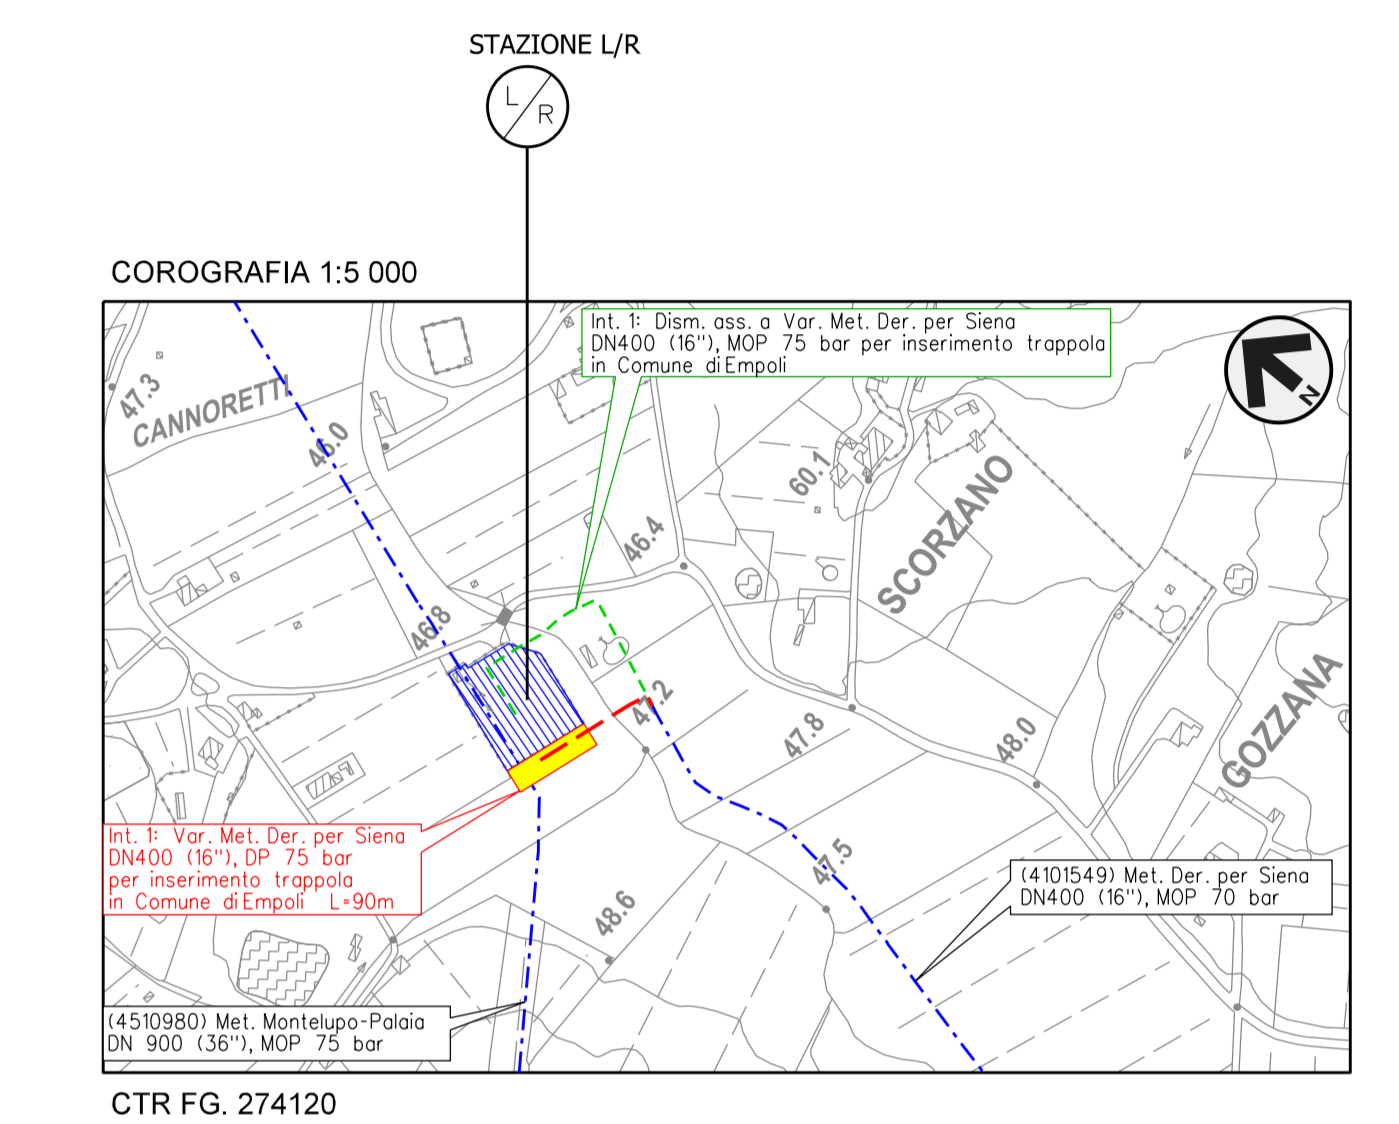 STAZIONE L/R
L
R
COROGRAFIA 1:5 000
Int. 1: Dism. ass. a Var. Met. Der. per Siena
DN400 (16"), MOP 75 bar per inserimento trappola
in Comune di Empoli
N
47.3
CANNORETTI
46.0
60.1
SCORZANO
46.4
46.8
GOZZANA
47.2
47.8
48.0
Int. 1: Var. Met. Der. per Siena
DN400 (16"), DP 75 bar
per inserimento trappola
in Comune di Empoli L=90m
47.5
(4101549) Met. Der. per Siena
DN400 (16"), MOP 70 bar
48.6
(4510980) Met. Montelupo-Palaia
DN 900 (36"), MOP 75 bar
CTR FG. 274120